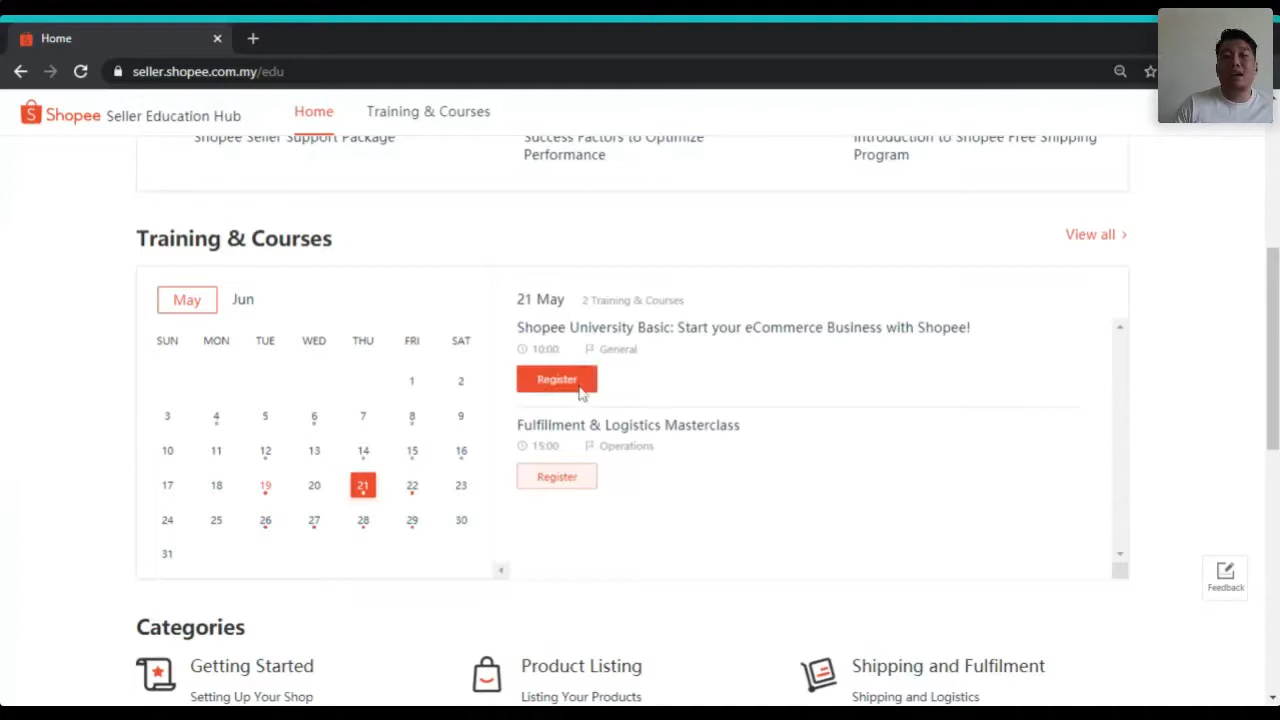 Home
seller.shopee.com.my/edu
Shopee Seller Education Hub
Home
Training & Courses
Shopee Seller Support Package
Success Factors to Optimize
Performance
Introduction to Shopee Free Shipping
Program
Training & Courses
View all
May
Jun
SUN MON TUE WED THU FRI SAT
1 2
3 4 5 6 7 8 9
10 11 12 13 14 15 16
17 18 19 20 21 22 23
24 25 26 27 28 29 30
31
21 May 2 Training & Courses
Shopee University Basic: Start your eCommerce Business with Shopee!
10:00 General
Register
Fulfillment & Logistics Masterclass
15:00 Operations
Register
Feedback
Categories
Getting Started
Setting Up Your Shop
Product Listing
Listing Your Products
Shipping and Fulfilment
Shipping and Logistics